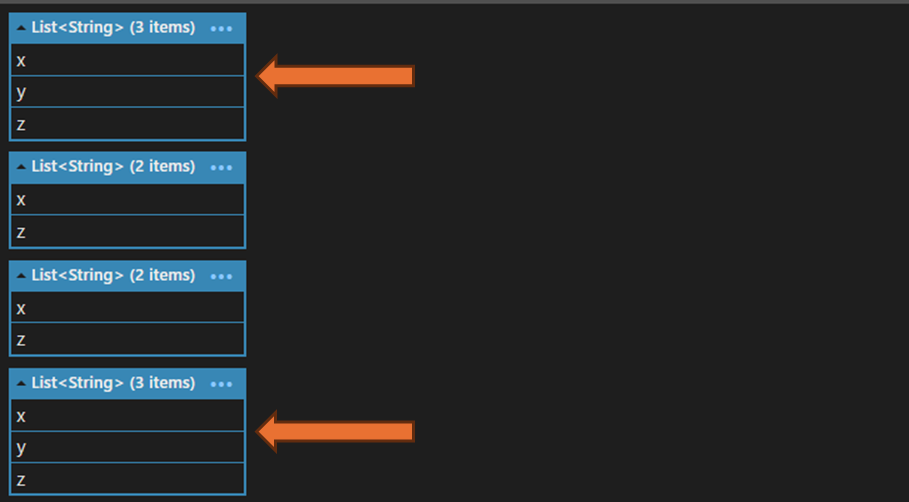 List<String> (3 items) •••
x
y
z
List<String> (2 items) •••
x
z
List<String> (2 items) •••
x
z
List<String> (3 items) •••
x
y
z